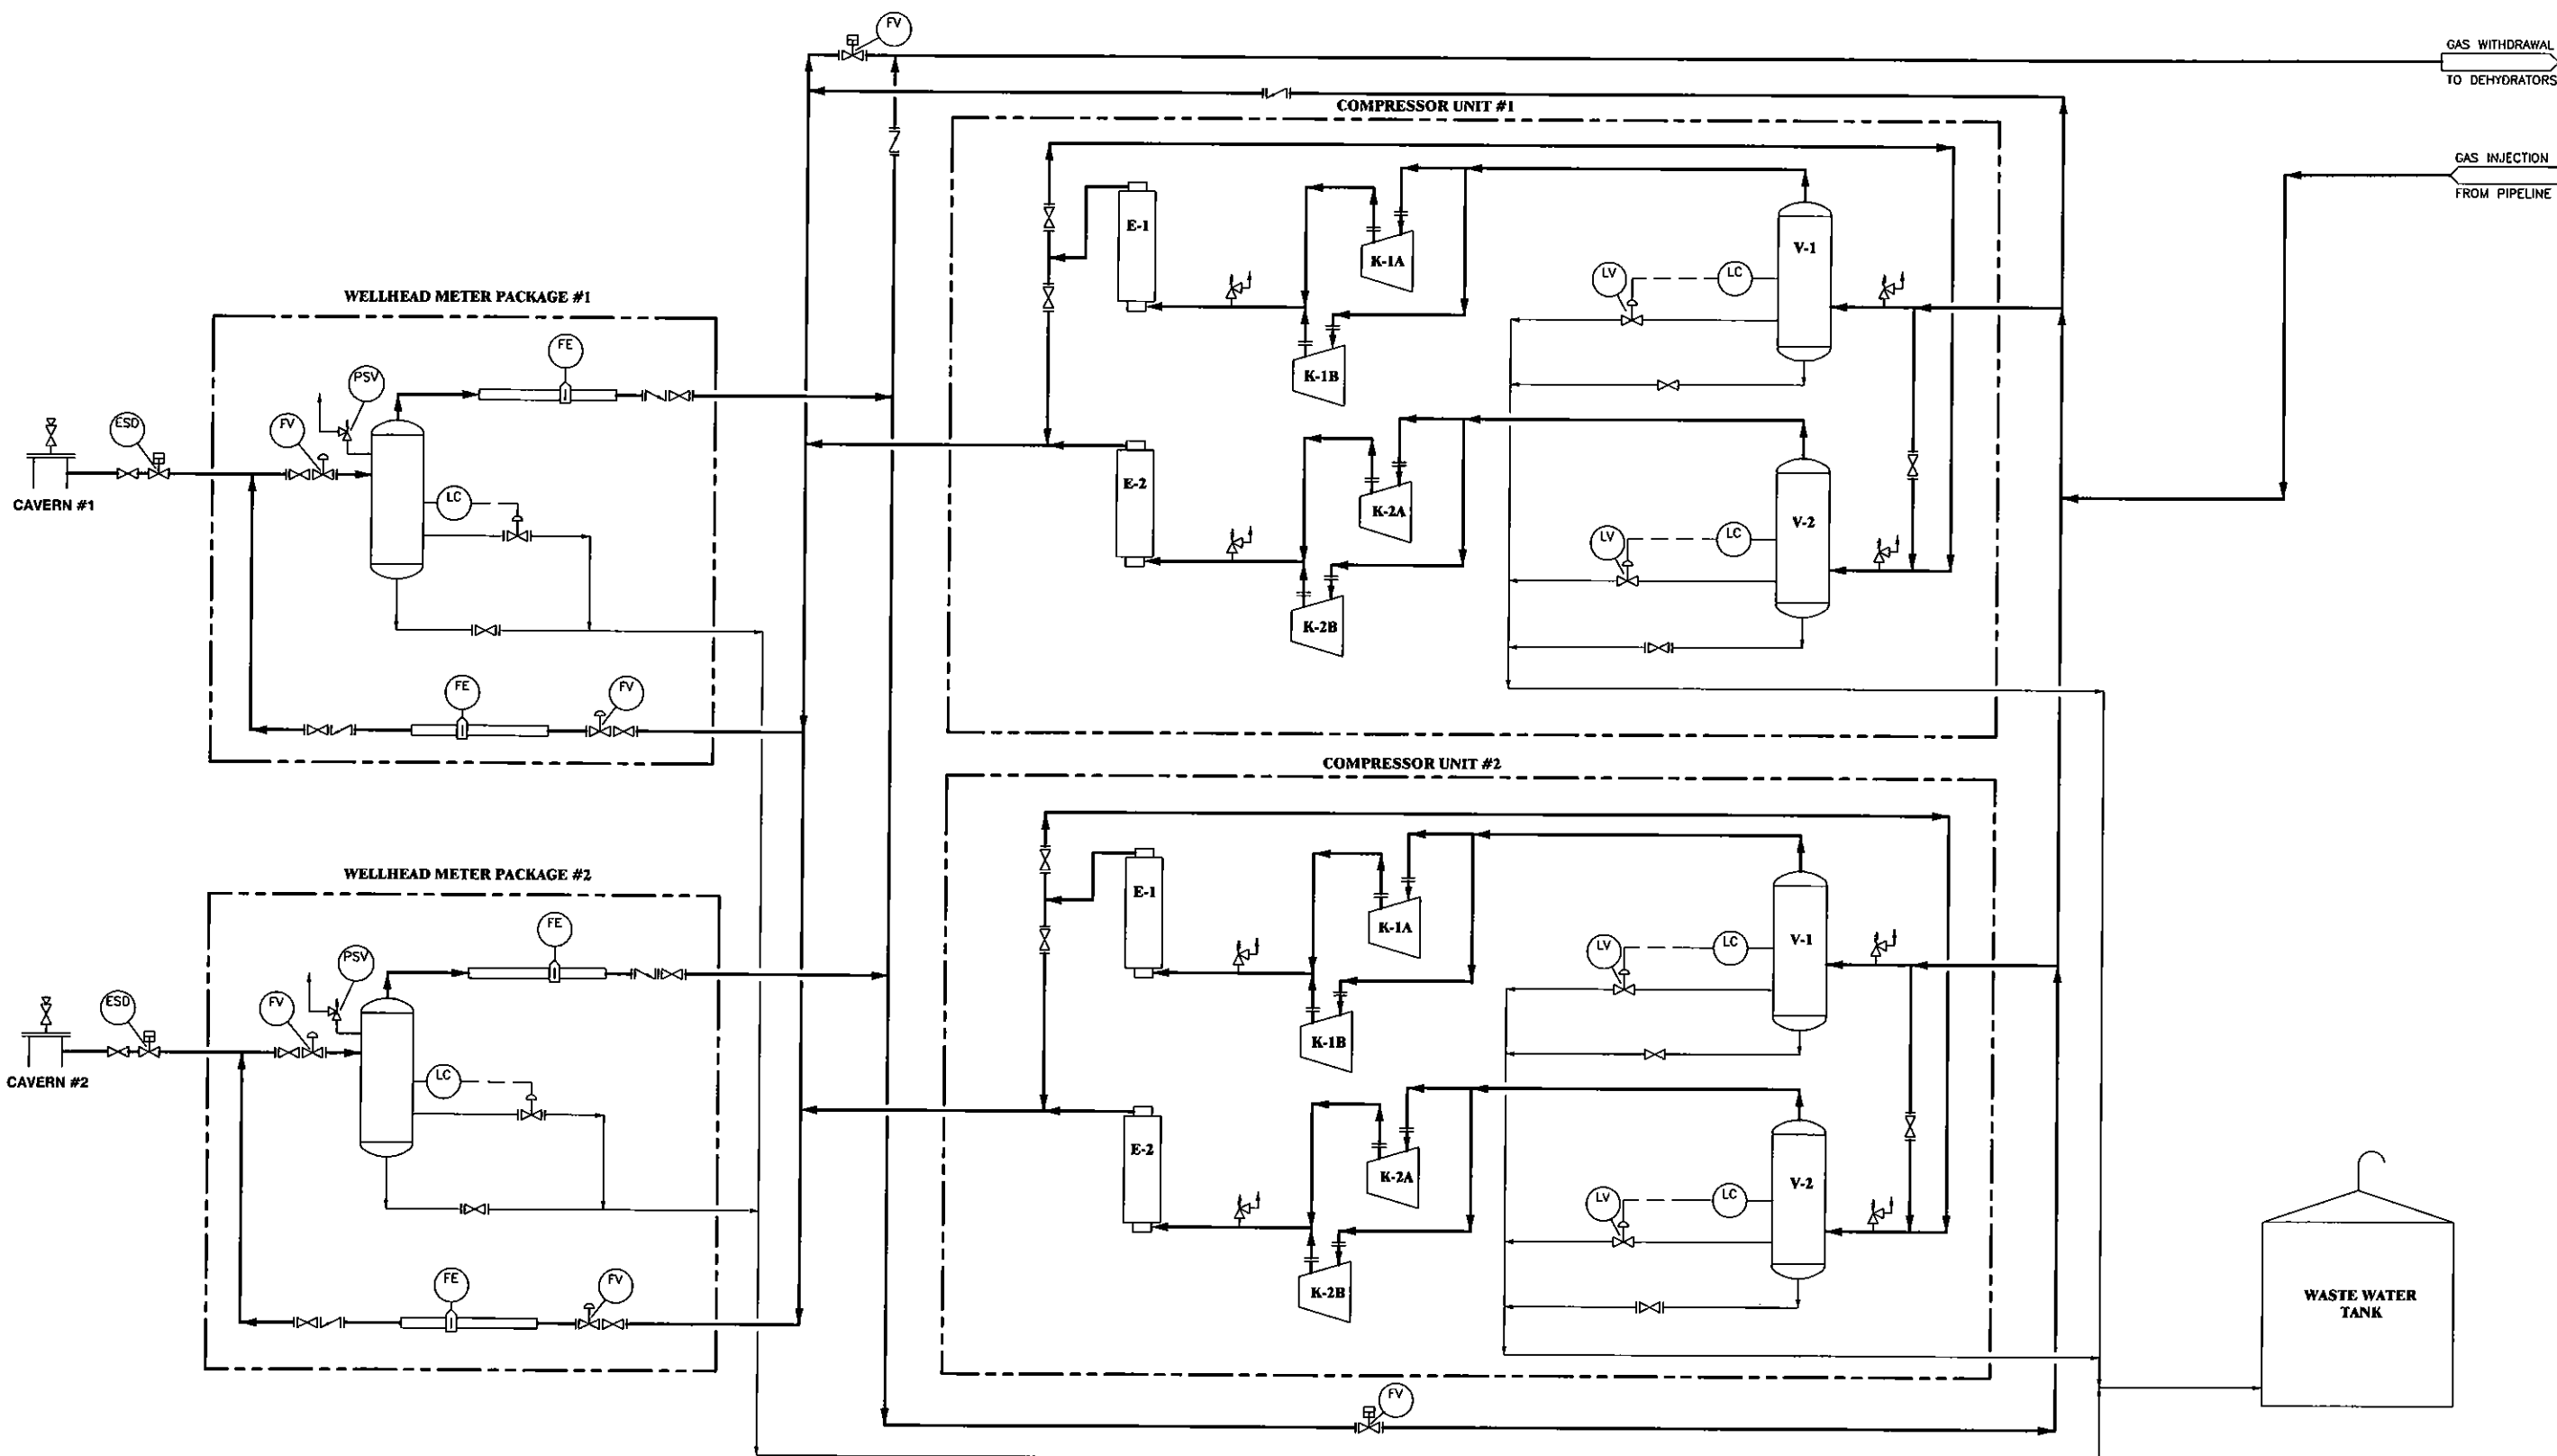 FV
GAS WITHDRAWAL
TO DEHYDRATORS
COMPRESSOR UNIT #1
GAS INJECTION
FROM PIPELINE
E-1
K-1A
V-1
LV
LC
K-1B
E-2
K-2A
V-2
LV
LC
K-2B
WELLHEAD METER PACKAGE #1
FE
PSV
ESD
FV
LC
CAVERN #1
FE
FV
COMPRESSOR UNIT #2
E-1
K-1A
V-1
LV
LC
K-1B
E-2
K-2A
V-2
LV
LC
K-2B
WELLHEAD METER PACKAGE #2
FE
PSV
ESD
FV
LC
CAVERN #2
FE
FV
FV
WASTE WATER
TANK